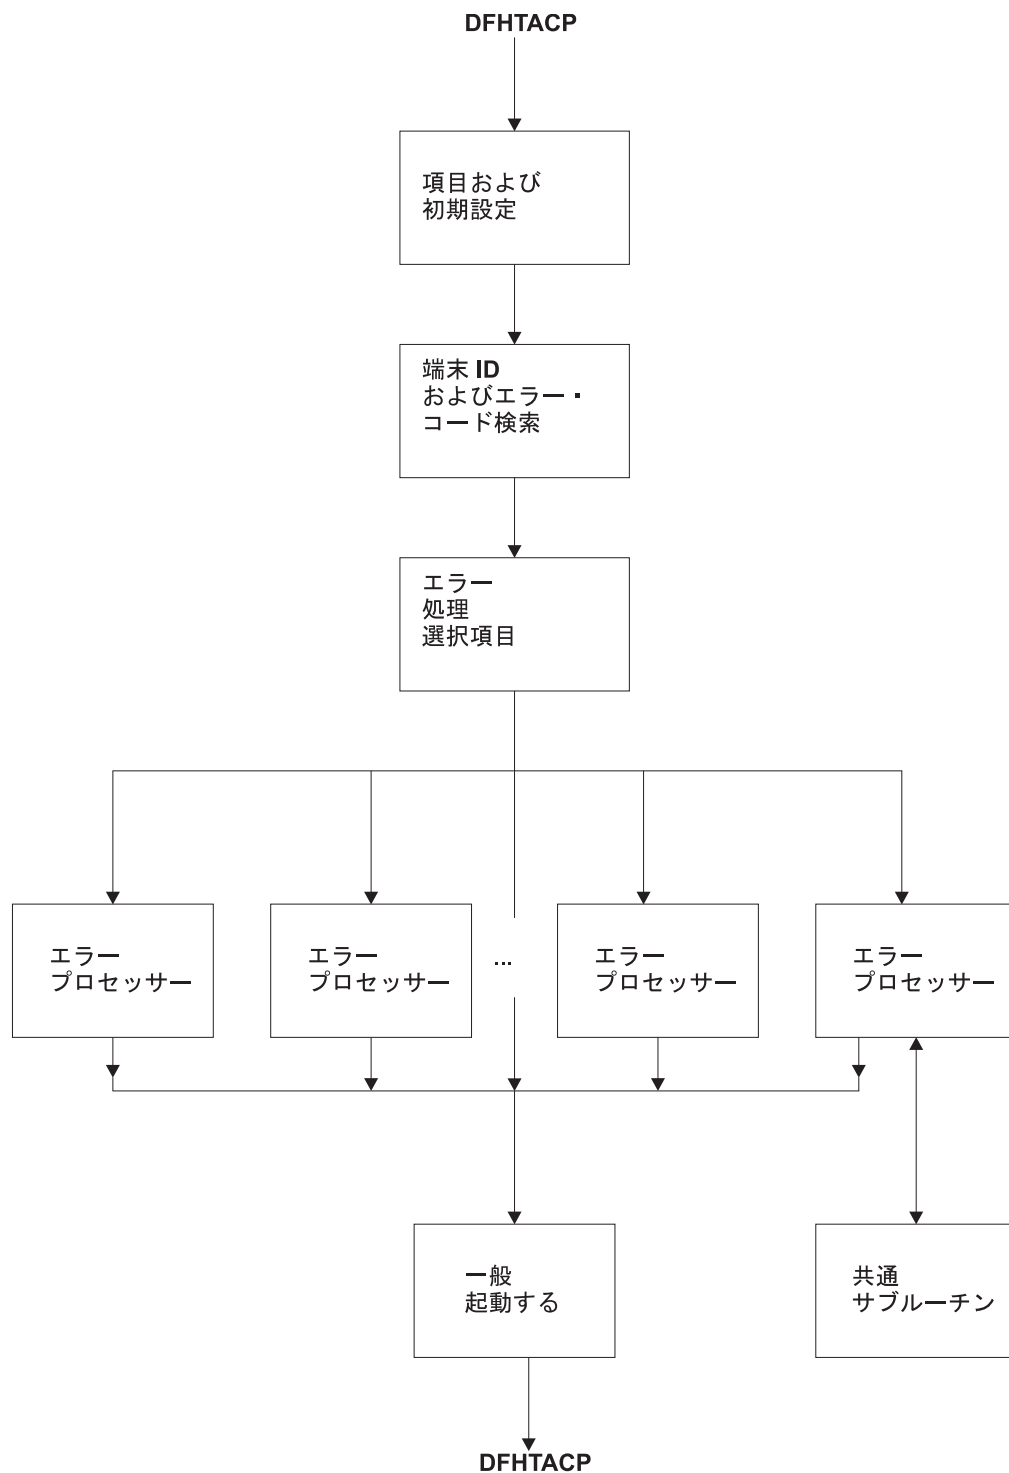 DFHTACP
項目および
初期設定
端末 ID
およびエラー・
コード検索
エラー
処理
選択項目
エラー
プロセッサー
エラー
プロセッサー
...
エラー
プロセッサー
エラー
プロセッサー
一般
起動する
共通
サブルーチン
DFHTACP